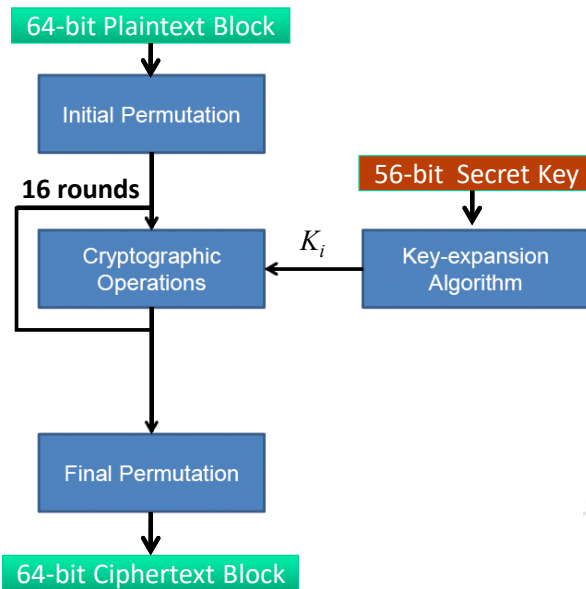 64-bit Plaintext Block
Initial Permutation
16 rounds
56-bit Secret Key
Cryptographic
Operations
K_i
Key-expansion
Algorithm
Final Permutation
64-bit Ciphertext Block